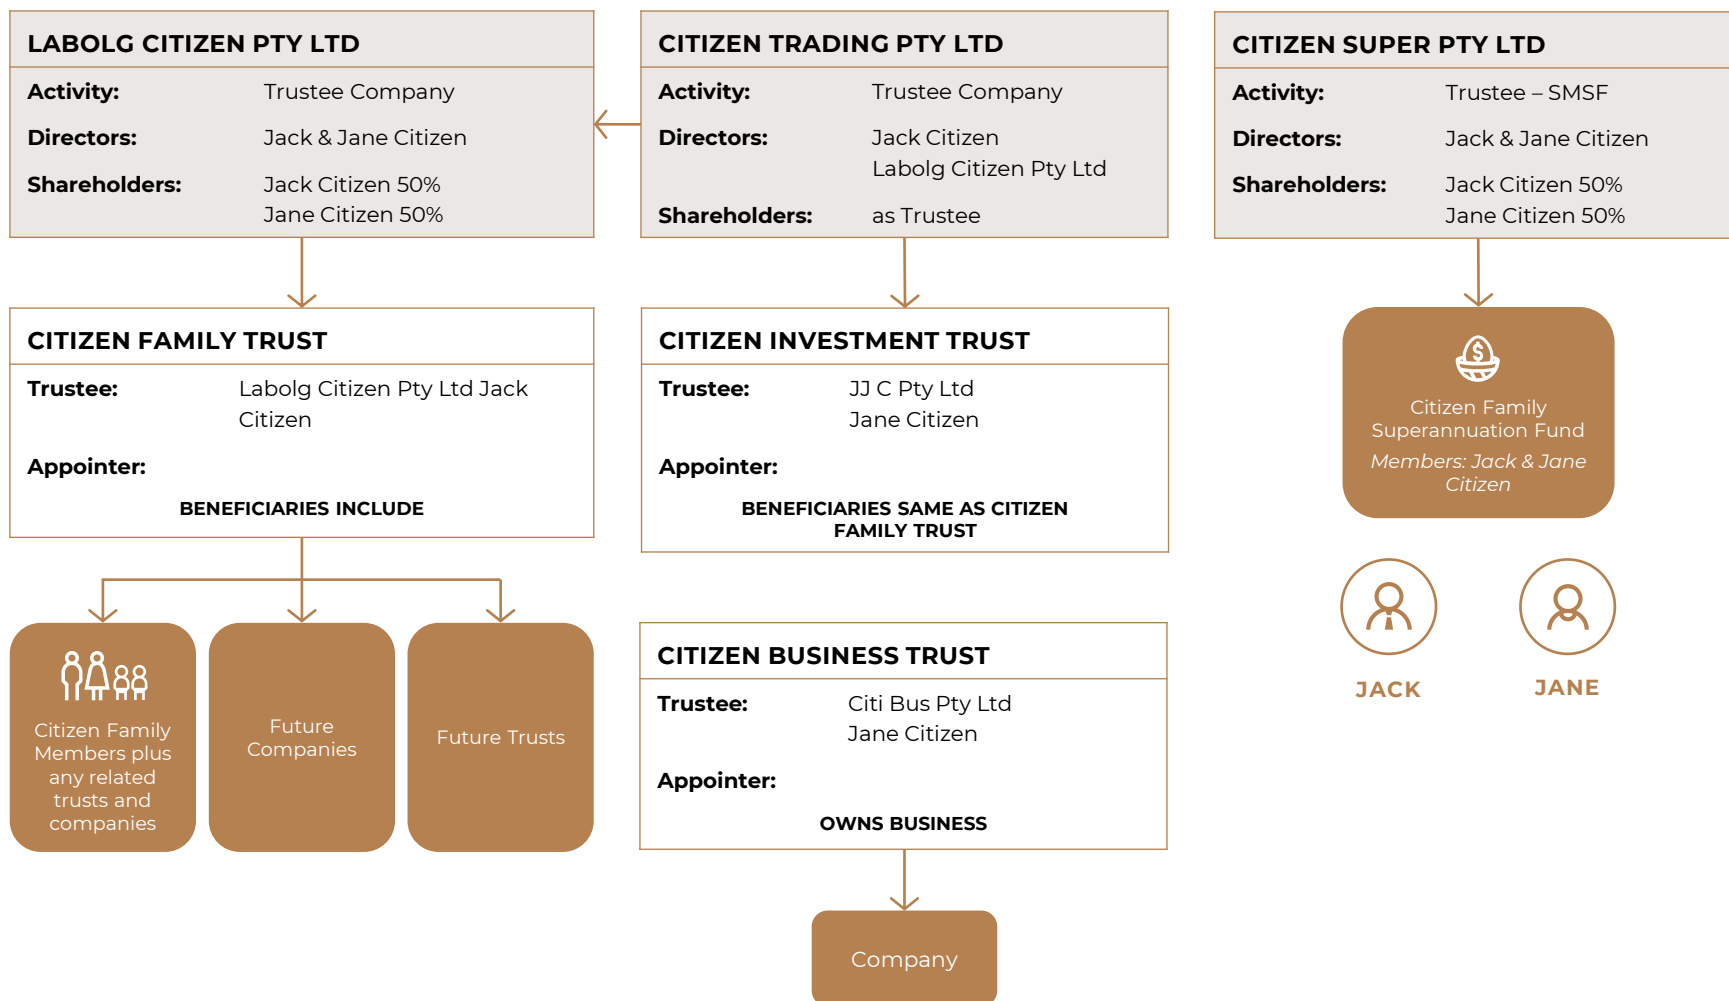 LABOLG CITIZEN PTY LTD
Activity: Trustee Company
Directors: Jack & Jane Citizen
Shareholders: Jack Citizen 50%
Jane Citizen 50%
CITIZEN TRADING PTY LTD
Activity: Trustee Company
Directors: Jack Citizen
Labolg Citizen Pty Ltd
Shareholders: as Trustee
CITIZEN SUPER PTY LTD
Activity: Trustee – SMSF
Directors: Jack & Jane Citizen
Shareholders: Jack Citizen 50%
Jane Citizen 50%
CITIZEN FAMILY TRUST
Trustee: Labolg Citizen Pty Ltd Jack
Citizen
Appointer:
BENEFICIARIES INCLUDE
CITIZEN INVESTMENT TRUST
Trustee: JJ C Pty Ltd
Jane Citizen
Appointer:
BENEFICIARIES SAME AS CITIZEN
FAMILY TRUST
$
Citizen Family
Superannuation Fund
Members: Jack & Jane
Citizen
JACK
JANE
Citizen Family
Members plus
any related
trusts and
companies
Future
Companies
Future Trusts
CITIZEN BUSINESS TRUST
Trustee: Citi Bus Pty Ltd
Jane Citizen
Appointer:
OWNS BUSINESS
Company